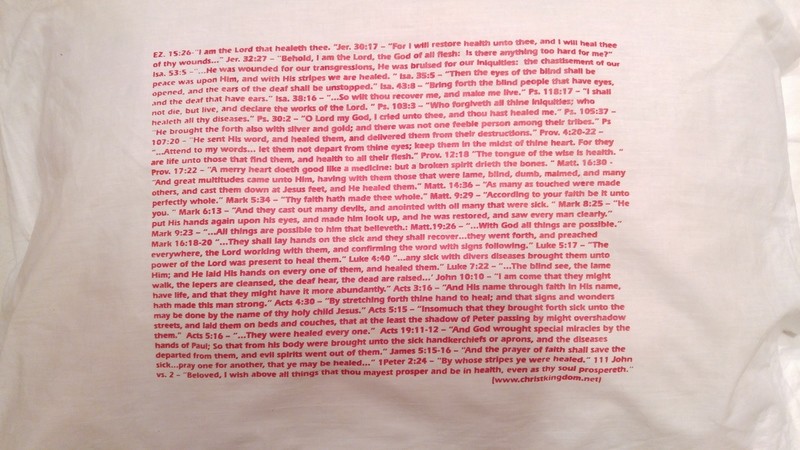 EZ. 15:26- "I am the Lord that healeth thee. "Jer. 30:17 – "For I will restore health unto thee, and I will heal thee
of thy wounds..." Jer. 32:27 – "Behold, I am the Lord, the God of all flesh: Is there anything too hard for me?"
Isa. 53:5 –"...He was wounded for our transgressions, He was bruised for our iniquities: the chastisement of our
peace was upon Him, and with His stripes we are healed. " Isa. 35:5 – "Then the eyes of the blind shall be
opened, and the ears of the deaf shall be unstopped." Isa. 43:8 – "Bring forth the blind people that have eyes,
and the deaf that have ears." Isa. 38:16 – "...So wilt thou recover me, and make me live." Ps. 118:17 – "I shall
not die, but live, and declare the works of the Lord. " Ps. 103:3 – "Who forgiveth all thine iniquities; who
healeth all thy diseases." Ps. 30:2 – "O Lord my God, I cried unto thee, and thou hast healed me." Ps. 105:37 –
"He brought the forth also with silver and gold; and there was not one feeble person among their tribes." Ps
107:20 – "He sent His word, and healed them, and delivered them from their destructions." Prov. 4:20-22 –
"...Attend to my words... let them not depart from thine eyes; keep them in the midst of thine heart. For they
are life unto those that find them, and health to all their flesh." Prov. 12:18 "The tongue of the wise is health. "
Prov. 17:22 – "A merry heart doeth good like a medicine: but a broken spirit drieth the bones. " Matt. 16:30 -
"And great multitudes came unto Him, having with them those that were lame, blind, dumb, maimed, and many
others, and cast them down at Jesus feet, and He healed them." Matt. 14:36 – "As many as touched were made
perfectly whole." Mark 5:34 – "Thy faith hath made thee whole." Matt. 9:29 – "According to your faith be it unto
you. " Mark 6:13 – "And they cast out many devils, and anointed with oil many that were sick. " Mark 8:25 – "He
put His hands again upon his eyes, and made him look up, and he was restored, and saw every man clearly."
Mark 9:23 – "...All things are possible to him that believeth.: Matt.19:26 – "...With God all things are possible."
Mark 16:18-20 "...They shall lay hands on the sick and they shall recover...they went forth, and preached
everywhere, the Lord working with them, and confirming the word with signs following." Luke 5:17 – "The
power of the Lord was present to heal them." Luke 4:40 "...any sick with divers diseases brought them unto
Him; and He laid His hands on every one of them, and healed them." Luke 7:22 – "...The blind see, the lame
walk, the lepers are cleansed, the deaf hear, the dead are raised...' John 10:10 – "I am come that they might
have life, and that they might have it more abundantly." Acts 3:16 – "And His name through faith in His name,
hath made this man strong." Acts 4:30 – "By stretching forth thine hand to heal; and that signs and wonders
may be done by the name of thy holy child Jesus." Acts 5:15 – "Insomuch that they brought forth sick unto the
streets, and laid them on beds and couches, that at least the shadow of Peter passing by might overshadow
them." Acts 5:16 – "...They were healed every one." Acts 19:11-12 – "And God wrought special miracles by the
hands of Paul; So that from his body were brought unto the sick handkerchiefs or aprons, and the diseases
departed from them, and evil spirits went out of them." James 5:15-16 – "And the prayer of faith shall save the
sick...pray one for another, that ye may be healed..." 1Peter 2:24 – "By whose stripes ye were healed." 111 John
vs. 2 – "Beloved, I wish above all things that thou mayest prosper and be in health, even as thy soul prospereth."
[www.christkingdom.net]